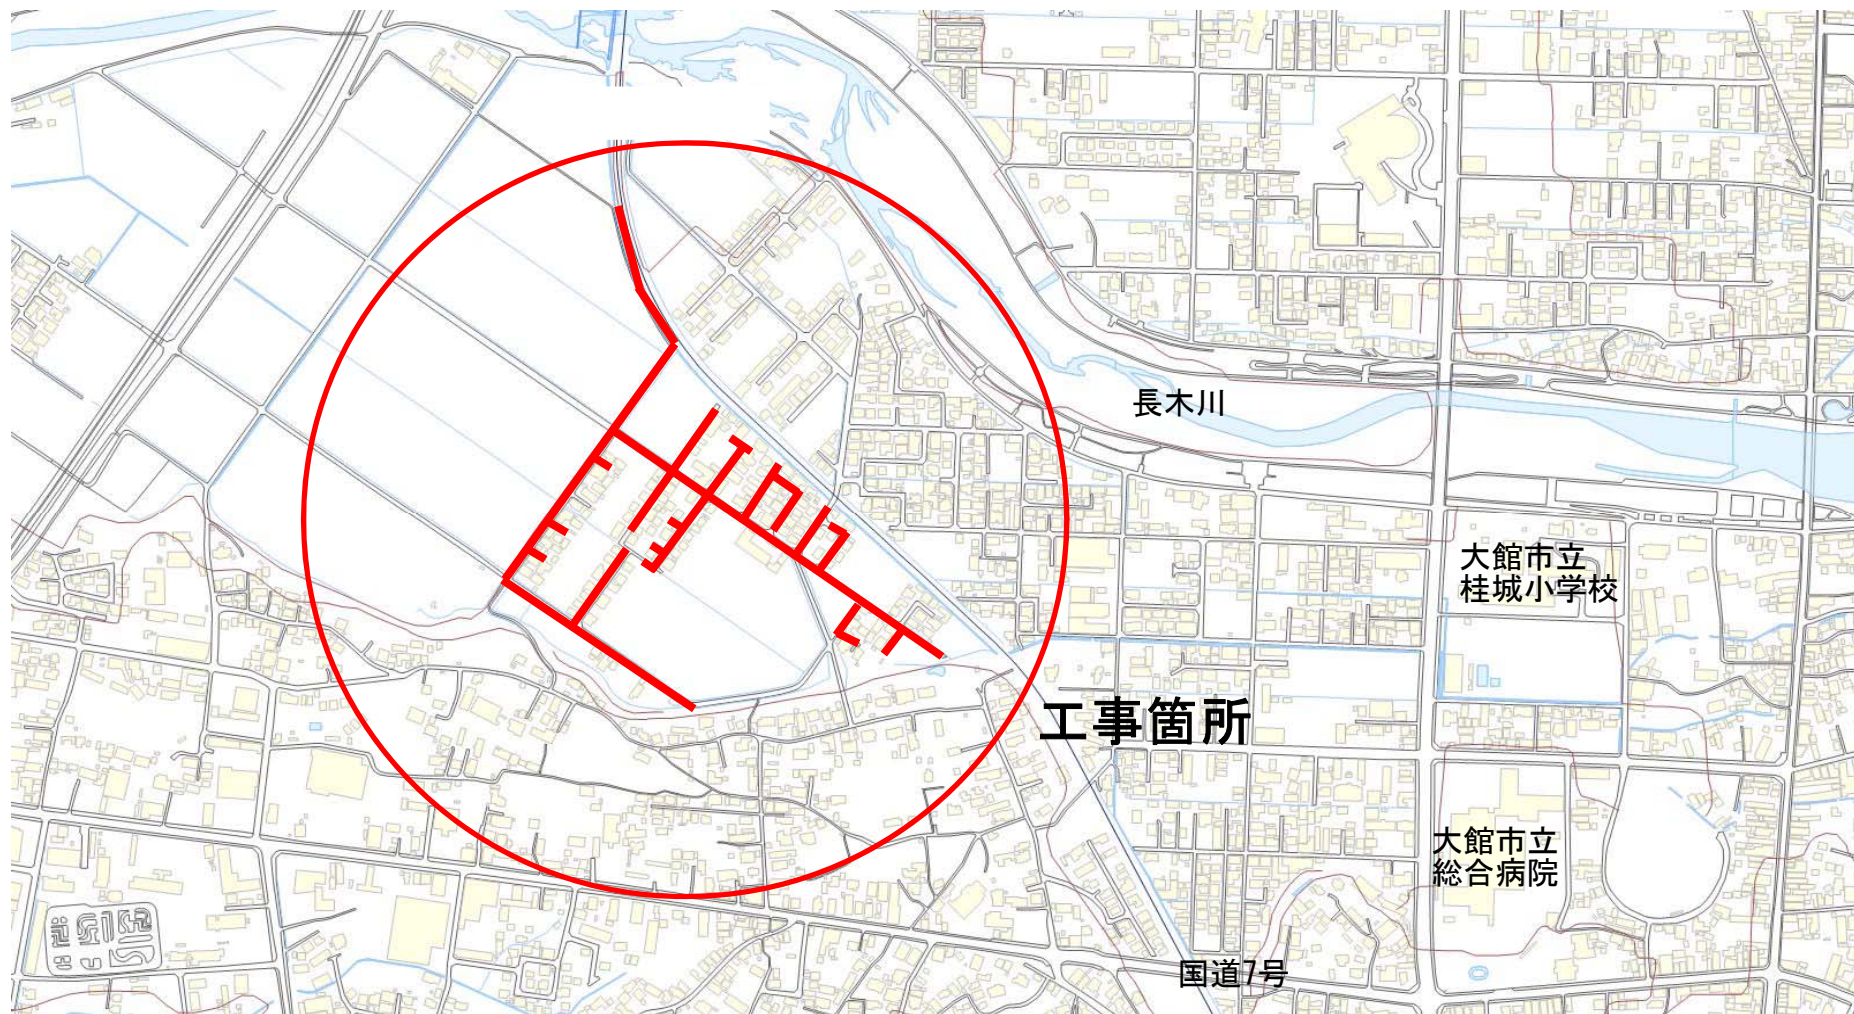 長木川
大館市立
桂城小学校
工事箇所
大館市立
総合病院
国道7号